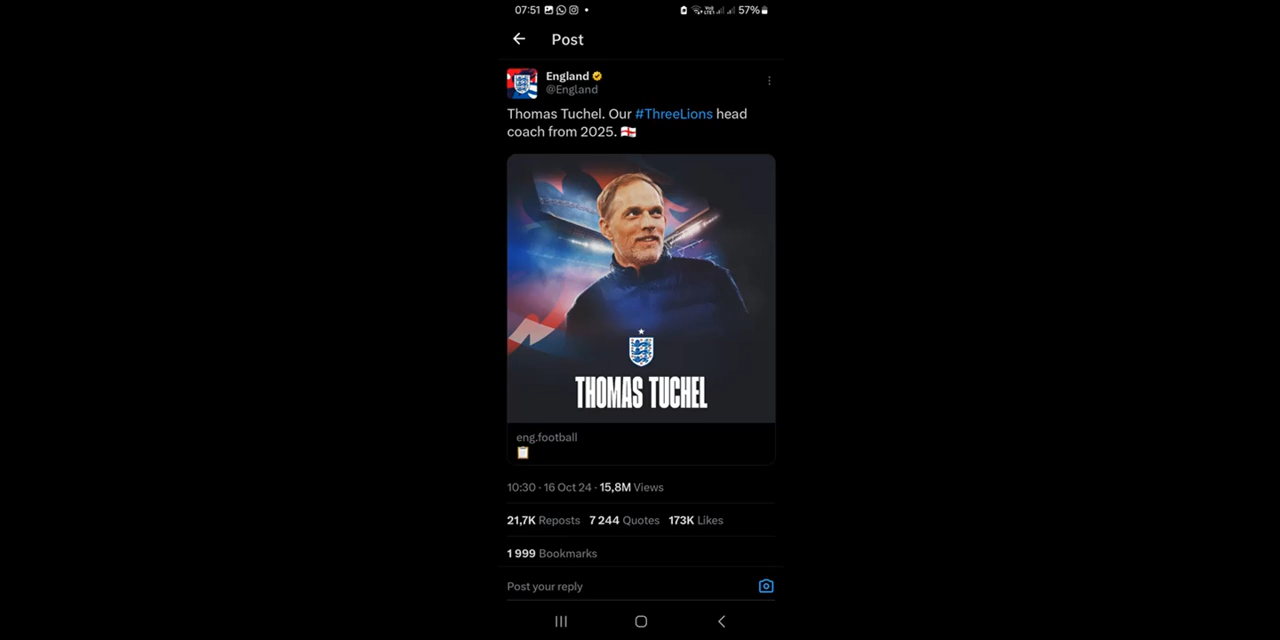 07:51 57%
Post
England
@England
Thomas Tuchel. Our #ThreeLions head
coach from 2025.
THOMAS TUCHEL
eng.football
10:30 · 16 Oct 24 · 15,8M Views
21,7K Reposts 7 244 Quotes 173K Likes
1 999 Bookmarks
Post your reply